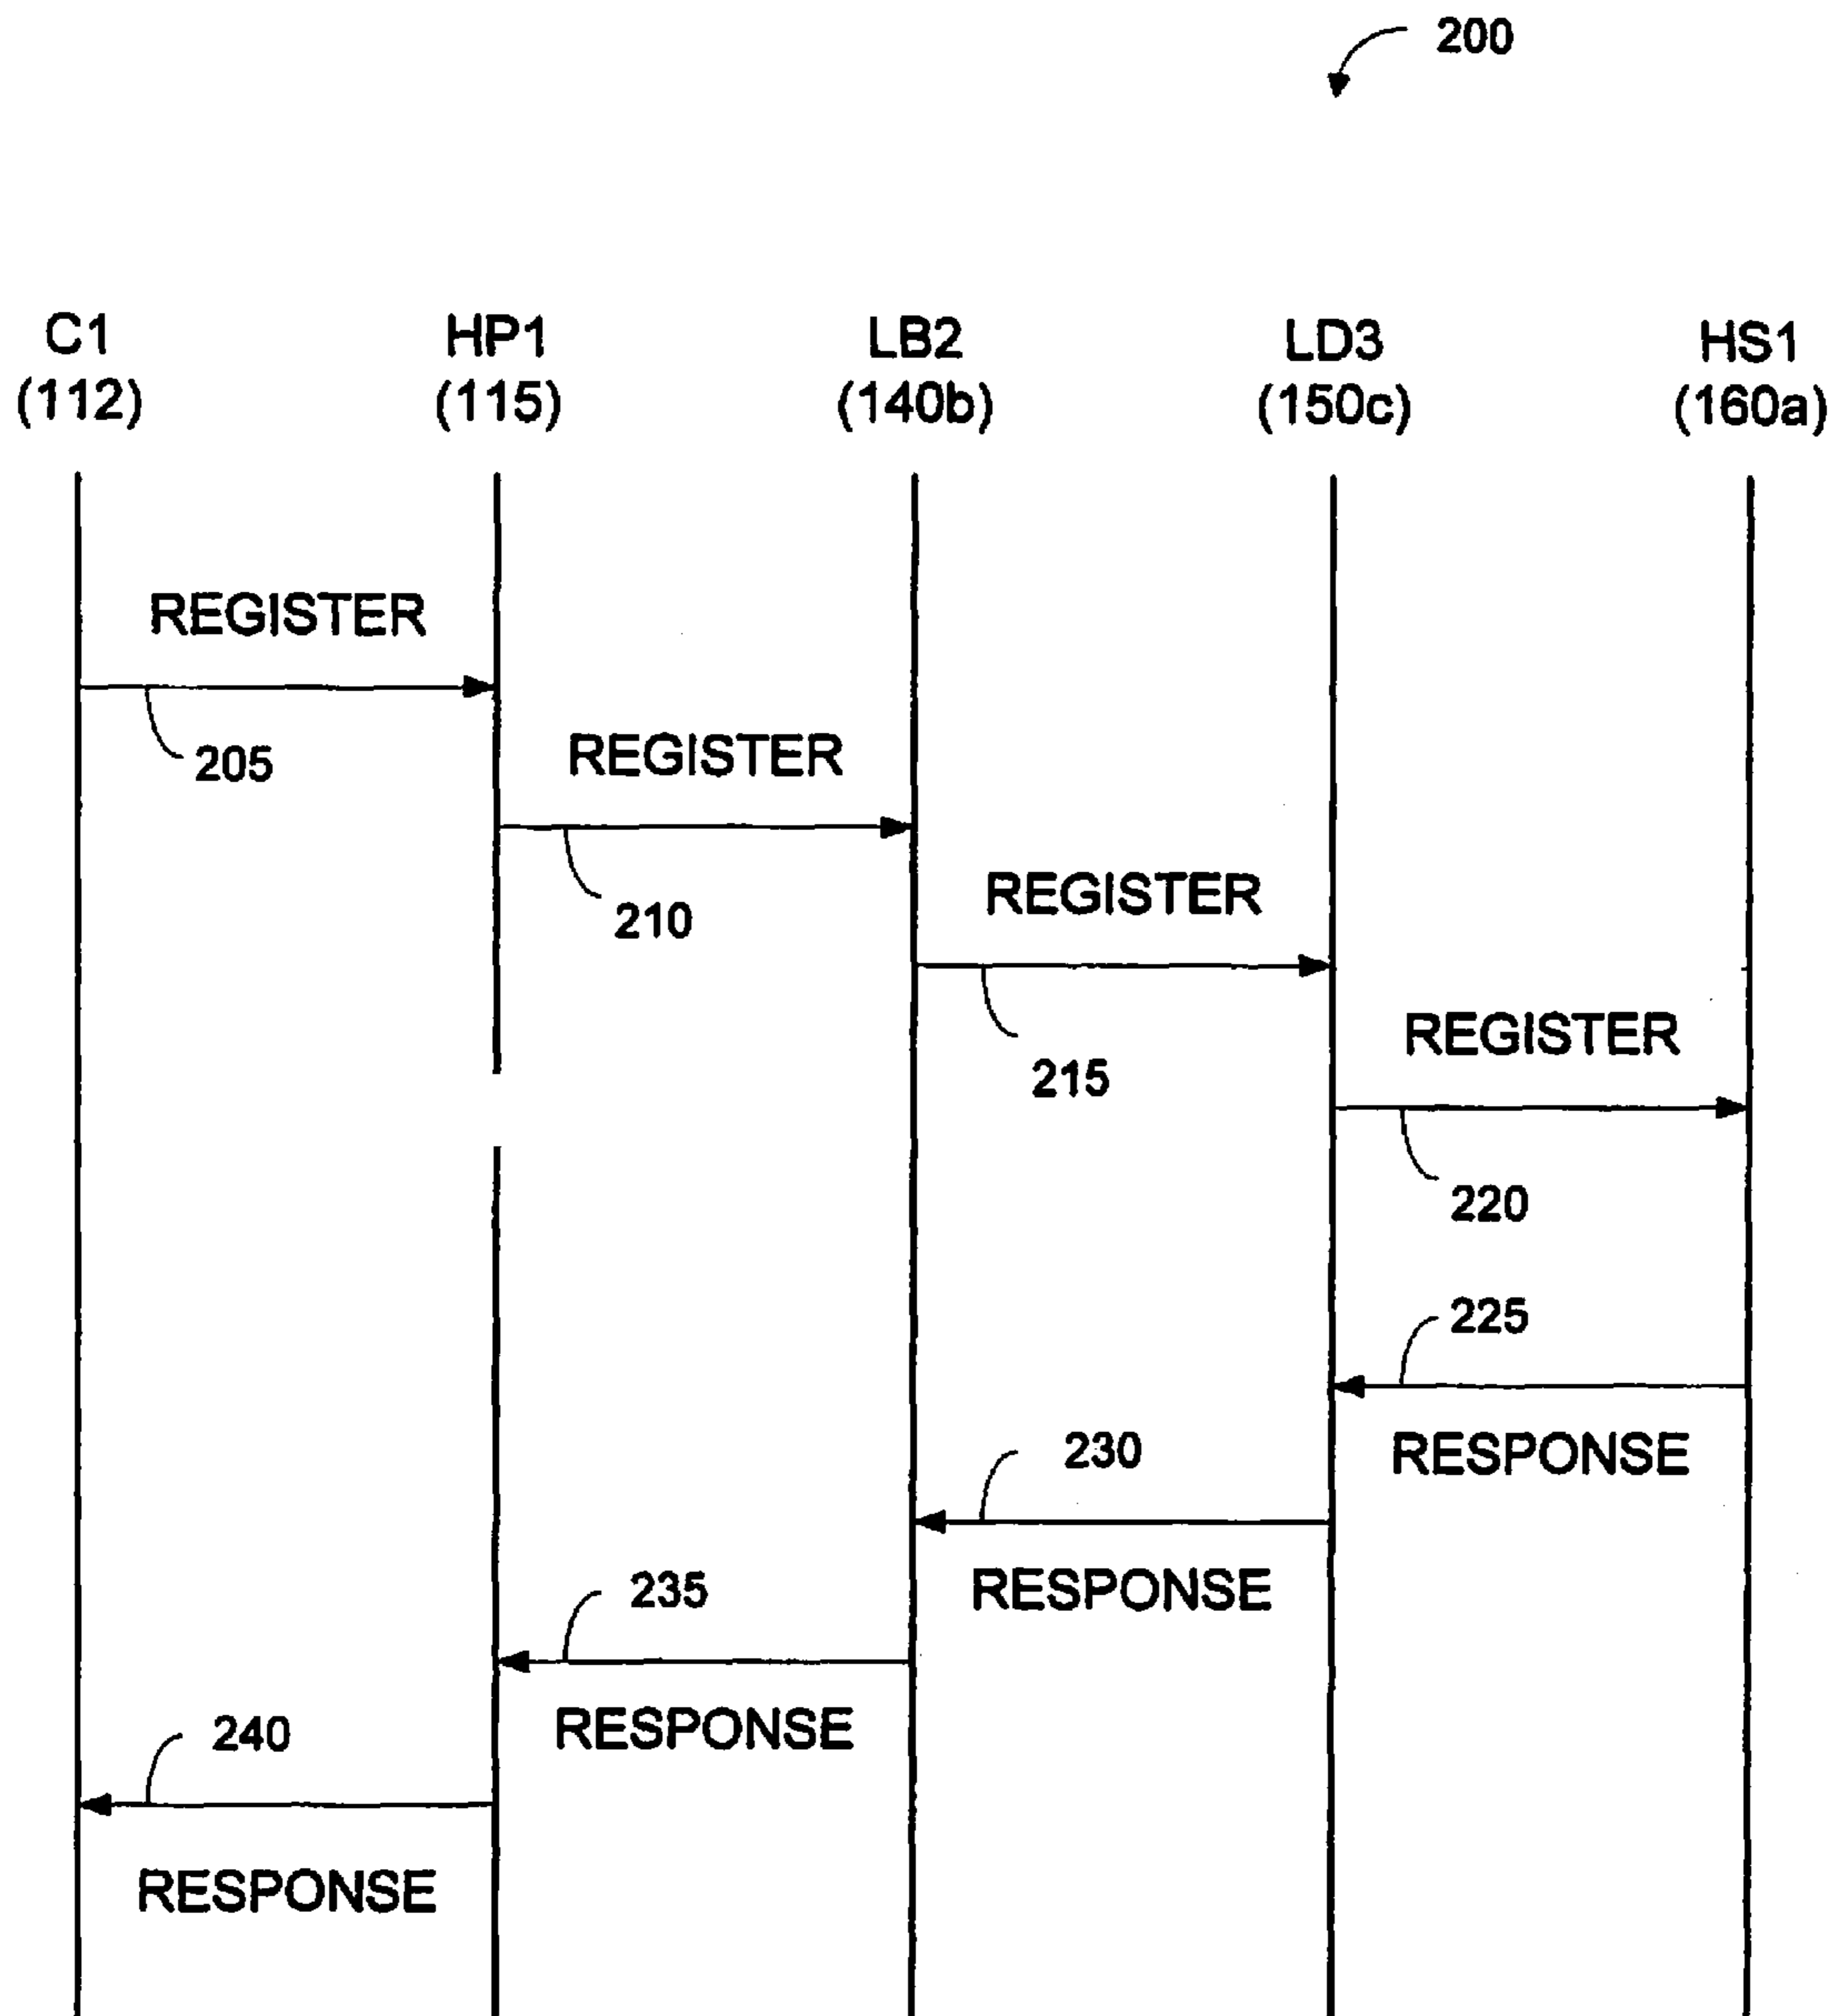 200
C1 HP1 LB2 LD3 HS1
(112) (115) (140b) (150c) (160a)
REGISTER
205
REGISTER
210
REGISTER
215
REGISTER
220
225
RESPONSE
230
RESPONSE
235
RESPONSE
240
RESPONSE